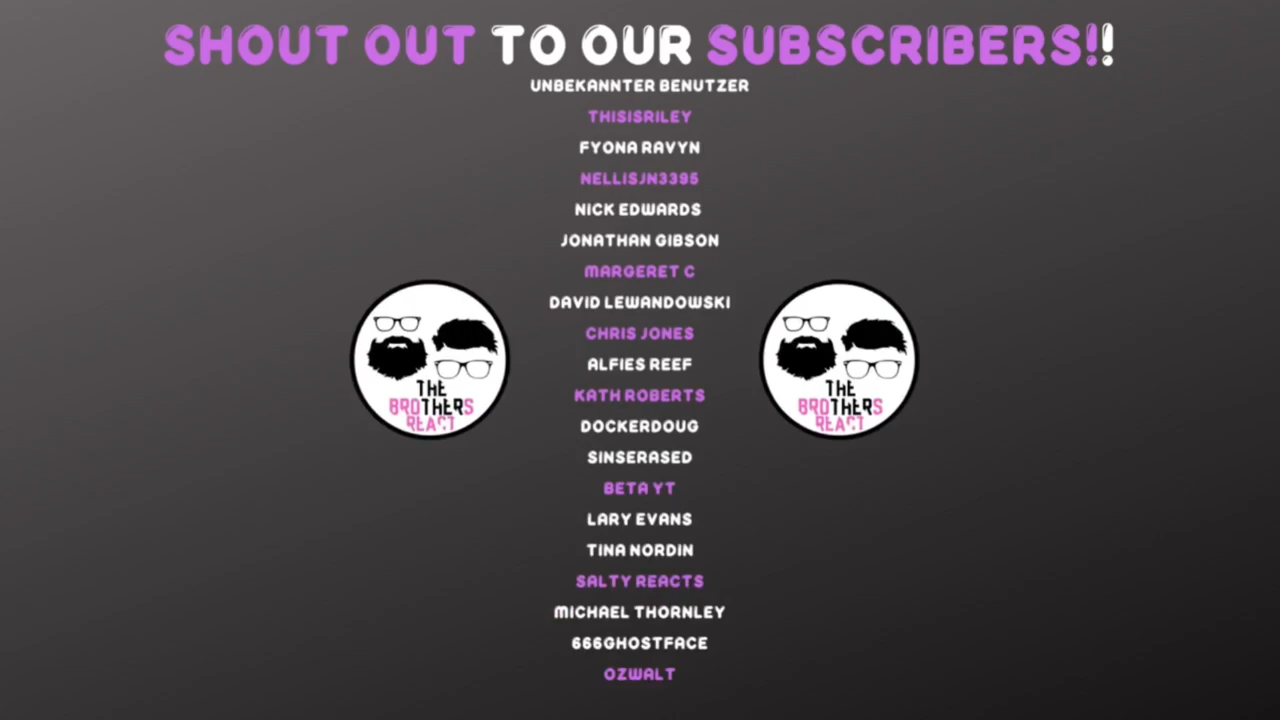 SHOUT OUT TO OUR SUBSCRIBERS!!
UNBEKANNTER BENUTZER
THISISRILEY
FYONA RAVYN
NELLISJN3395
NICK EDWARDS
JONATHAN GIBSON
MARGERET C
DAVID LEWANDOWSKI
CHRIS JONES
ALFIES REEF
KATH ROBERTS
DOCKERDOUG
SINSERASED
BETA YT
LARY EVANS
TINA NORDIN
SALTY REACTS
MICHAEL THORNLEY
666GHOSTFACE
OZWALT
THE
BROTHERS
REACT
THE
BROTHERS
REACT